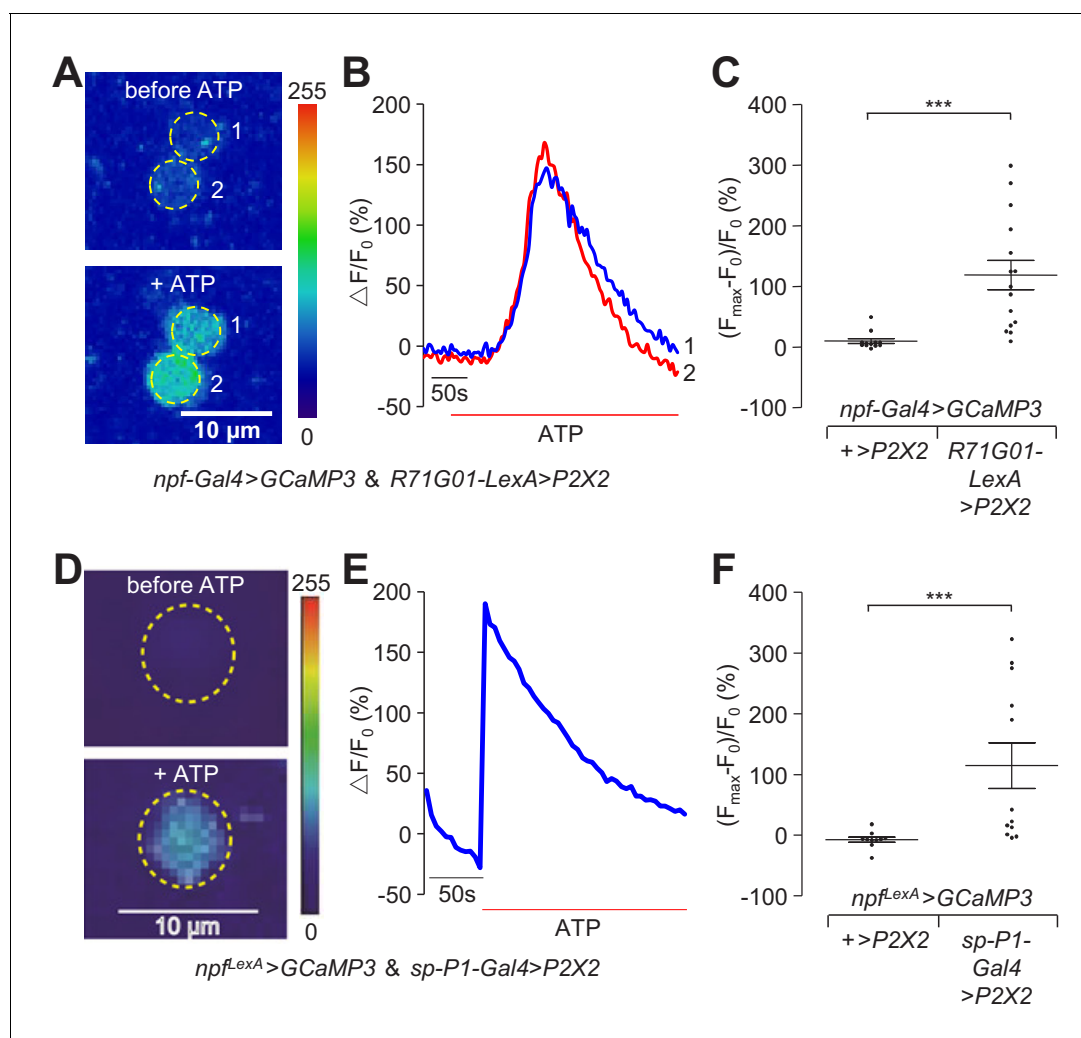 A
before ATP
1
2
+ ATP
1
2
10 μm
255
0
B
△F/F0 (%)
200
150
100
50
0
-50
50s
1
2
ATP
npf-Gal4>GCaMP3 & R71G01-LexA>P2X2
C
(Fmax-F0)/F0 (%)
400
300
200
100
0
-100
***
npf-Gal4>GCaMP3
+>P2X2
R71G01-
LexA
>P2X2
D
before ATP
+ ATP
10 μm
255
0
E
△F/F0 (%)
200
150
100
50
0
-50
50s
ATP
npfLexA>GCaMP3 & sp-P1-Gal4>P2X2
F
(Fmax-F0)/F0 (%)
400
300
200
100
0
-100
***
npfLexA>GCaMP3
+>P2X2
sp-P1-
Gal4
>P2X2